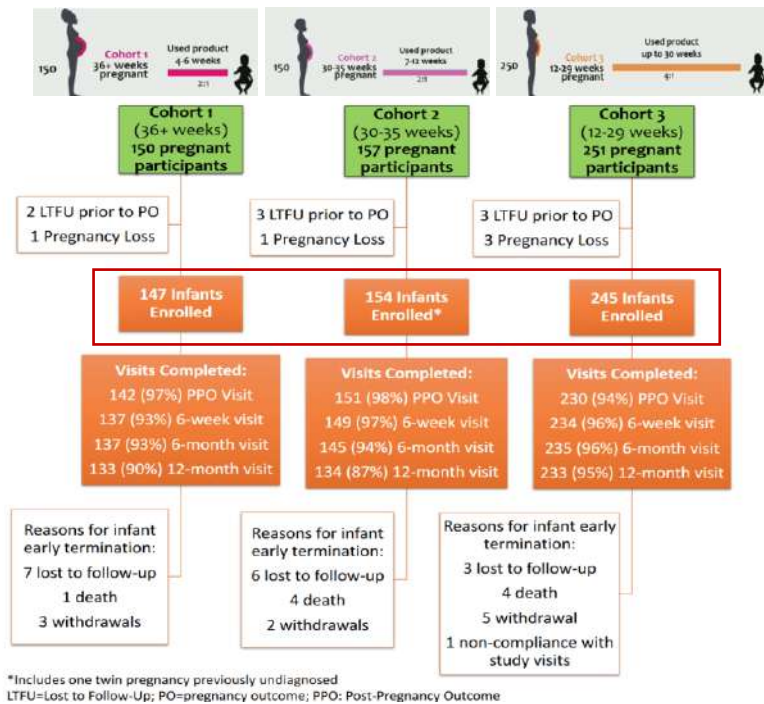 150
Cohort 1
36+ weeks
pregnant
Used product
4-6 weeks
2:1
150
Cohort 2
30-35 weeks
pregnant
Used product
7-12 weeks
2:1
250
Cohort 3
12-29 weeks
pregnant
Used product
up to 30 weeks
4:1
Cohort 1
(36+ weeks)
150 pregnant
participants
Cohort 2
(30-35 weeks)
157 pregnant
participants
Cohort 3
(12-29 weeks)
251 pregnant
participants
2 LTFU prior to PO
1 Pregnancy Loss
3 LTFU prior to PO
1 Pregnancy Loss
3 LTFU prior to PO
3 Pregnancy Loss
147 Infants
Enrolled
154 Infants
Enrolled*
245 Infants
Enrolled
Visits Completed:
142 (97%) PPO Visit
137 (93%) 6-week visit
137 (93%) 6-month visit
133 (90%) 12-month visit
Visits Completed:
151 (98%) PPO Visit
149 (97%) 6-week visit
145 (94%) 6-month visit
134 (87%) 12-month visit
Visits Completed:
230 (94%) PPO Visit
234 (96%) 6-week visit
235 (96%) 6-month visit
233 (95%) 12-month visit
Reasons for infant
early termination:
7 lost to follow-up
1 death
3 withdrawals
Reasons for infant
early termination:
6 lost to follow-up
4 death
2 withdrawals
Reasons for infant early
termination:
3 lost to follow-up
4 death
5 withdrawal
1 non-compliance with
study visits
*Includes one twin pregnancy previously undiagnosed
LTFU=Lost to Follow-Up; PO=pregnancy outcome; PPO: Post-Pregnancy Outcome